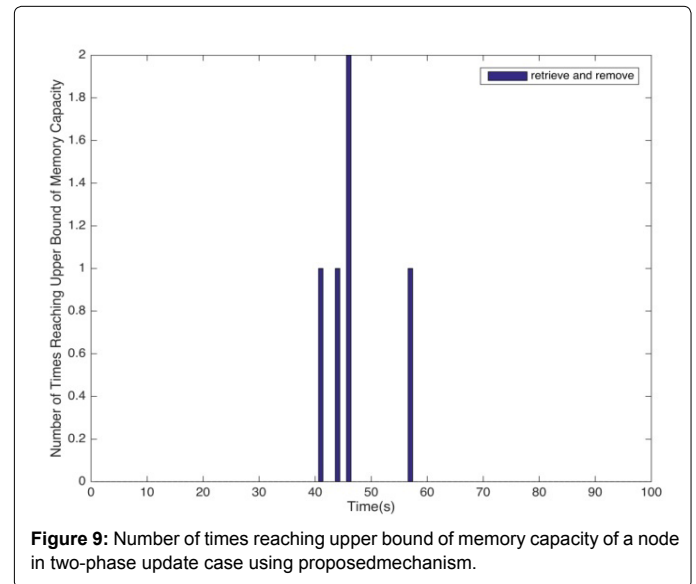 Number of Times Reaching Upper Bound of Memory Capacity
2
1.8
1.6
1.4
1.2
1
0.8
0.6
0.4
0.2
0
retrieve and remove
0 10 20 30 40 50 60 70 80 90 100
Time(s)
Figure 9: Number of times reaching upper bound of memory capacity of a node
in two-phase update case using proposedmechanism.